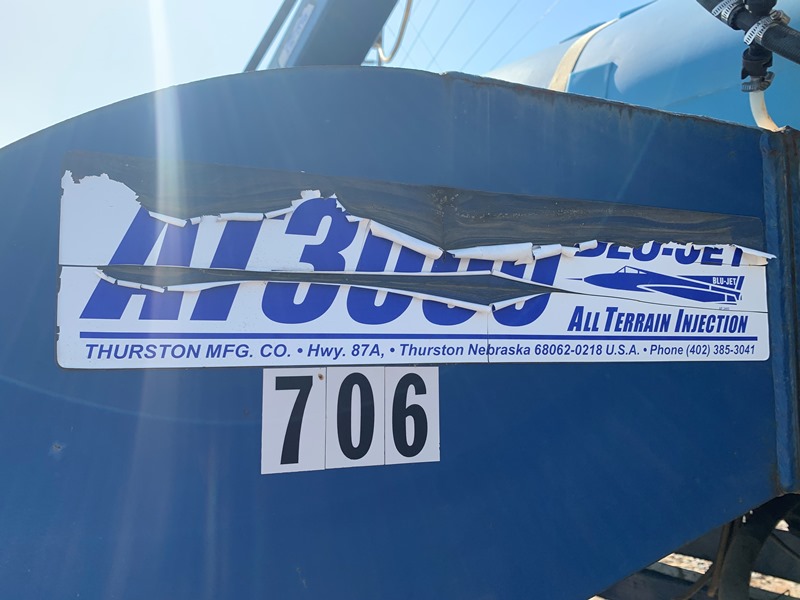 AT3000
BLU-JET
BLU-JET
ALL TERRAIN INJECTION
THURSTON MFG. CO. • Hwy. 87A, • Thurston Nebraska 68062-0218 U.S.A. • Phone (402) 385-3041
706